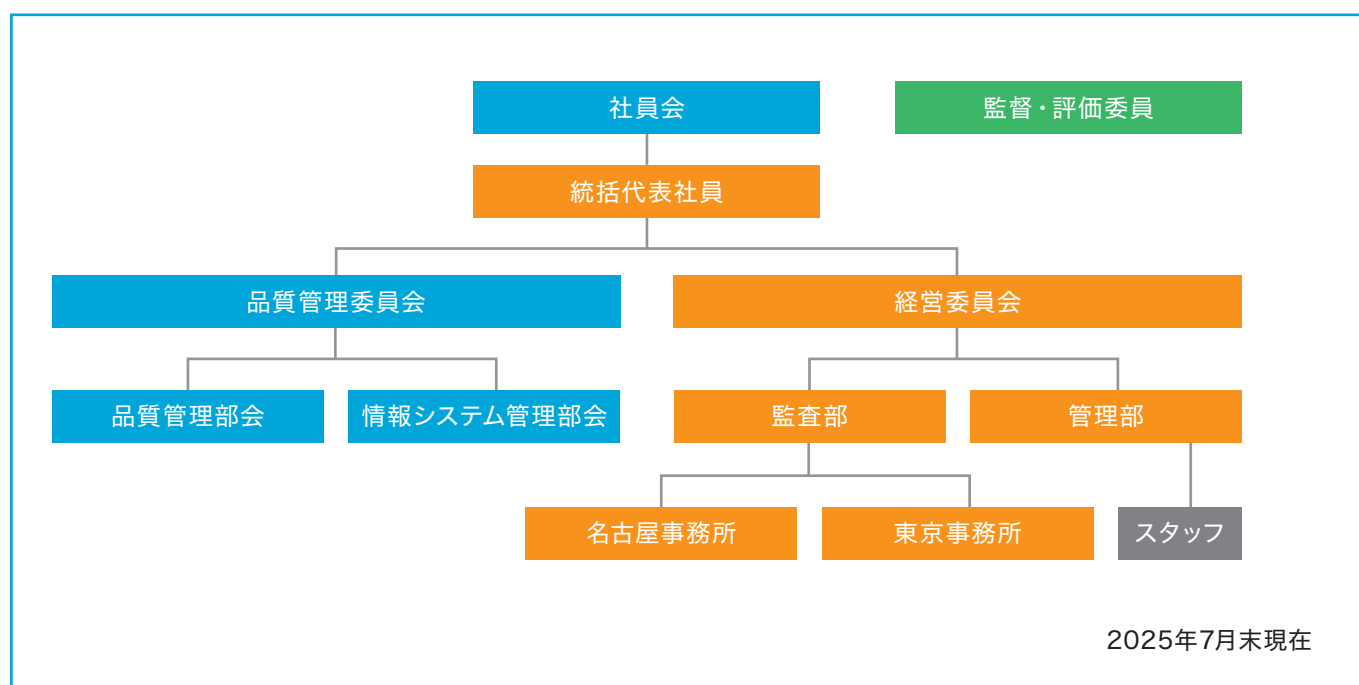 社員会
監督・評価委員
統括代表社員
品質管理委員会
経営委員会
品質管理部会
情報システム管理部会
監査部
管理部
名古屋事務所
東京事務所
スタッフ
2025年7月末現在